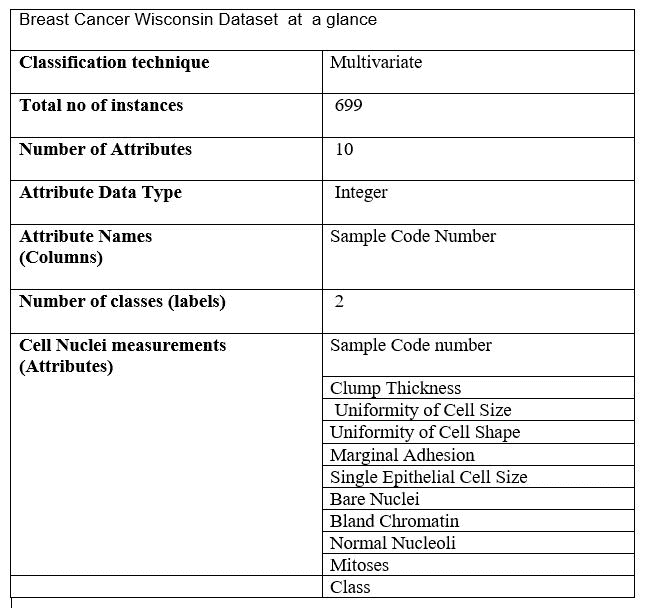 Breast Cancer Wisconsin Dataset at a glance
Classification technique Multivariate
Total no of instances 699
Number of Attributes 10
Attribute Data Type Integer
Attribute Names Sample Code Number
(Columns)
Number of classes (labels) 2
Cell Nuclei measurements Sample Code number
(Attributes)
Clump Thickness
Uniformity of Cell Size
Uniformity of Cell Shape
Marginal Adhesion
Single Epithelial Cell Size
Bare Nuclei
Bland Chromatin
Normal Nucleoli
Mitoses
Class